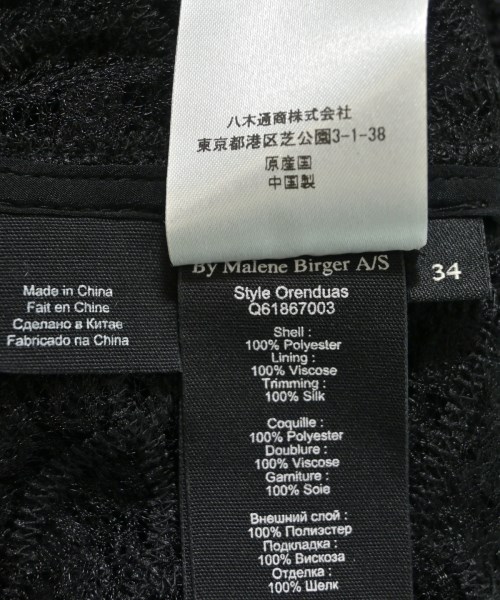 八木通商株式会社
東京都港区芝公園3-1-38
原産国
中国製
Made in China
Fait en Chine
Сделано в Китае
Fabricado na China
By Malene Birger A/S
Style Orenduas
Q61867003
Shell :
100% Polyester
Lining :
100% Viscose
Trimming :
100% Silk
Coquille :
100% Polyester
Doublure :
100% Viscose
Garniture :
100% Soie
Внешний слой :
100% Полиэстер
Подкладка :
100% Вискоза
Отделка :
100% Шелк
34